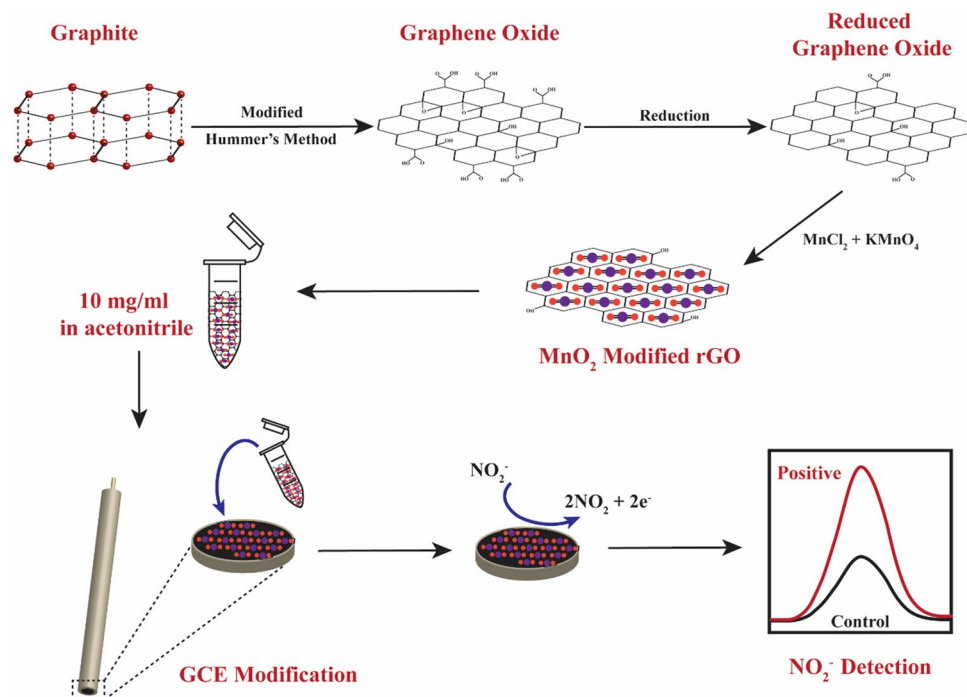 Graphite
Graphene Oxide
Reduced
Graphene Oxide
Modified
Hummer's Method
Reduction
MnCl₂ + KMnO₄
10 mg/ml
in acetonitrile
MnO₂ Modified rGO
NO₂⁻
2NO₂ + 2e⁻
Positive
Control
GCE Modification
NO₂⁻ Detection